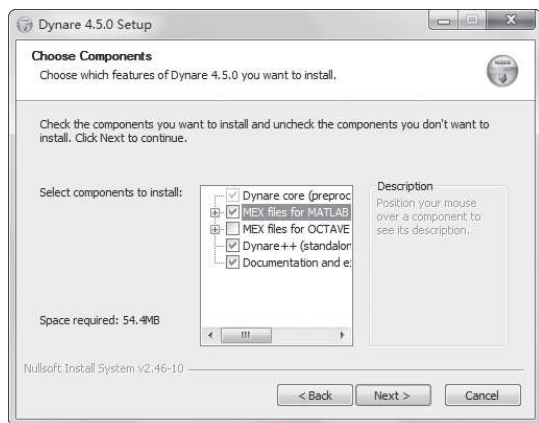 Dynare 4.5.0 Setup
Choose Components
Choose which features of Dynare 4.5.0 you want to install.
Check the components you want to install and uncheck the components you don't want to
install. Click Next to continue.
Select components to install:
Dynare core (preproc
MEX files for MATLAB
MEX files for OCTAVE
Dynare++ (standalor
Documentation and e
Description
Position your mouse
over a component to
see its description.
Space required: 54.4MB
Nullsoft Install System v2.46-10
< Back
Next >
Cancel